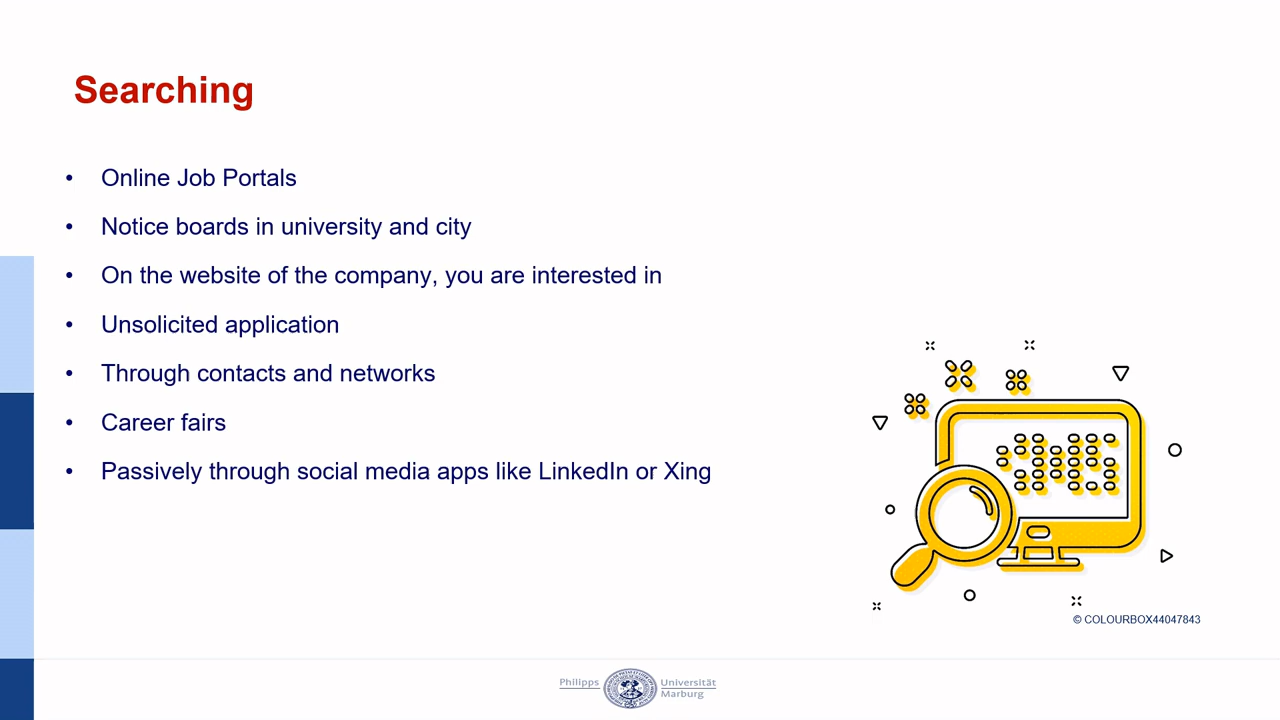 Searching
• Online Job Portals
• Notice boards in university and city
• On the website of the company, you are interested in
• Unsolicited application
• Through contacts and networks
• Career fairs
• Passively through social media apps like LinkedIn or Xing
© COLOURBOX44047843
Philipps Universität
Marburg